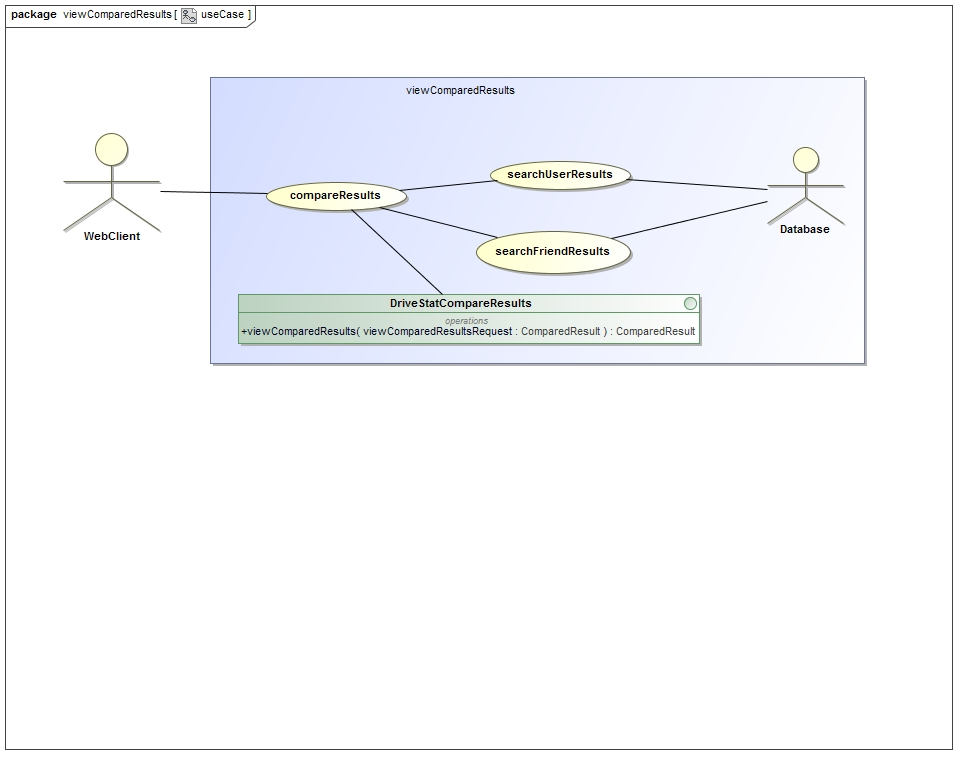 package viewComparedResults [ useCase ]
viewComparedResults
searchUserResults
compareResults
WebClient
Database
searchFriendResults
DriveStatCompareResults
operations
+viewComparedResults( viewComparedResultsRequest : ComparedResult ) : ComparedResult